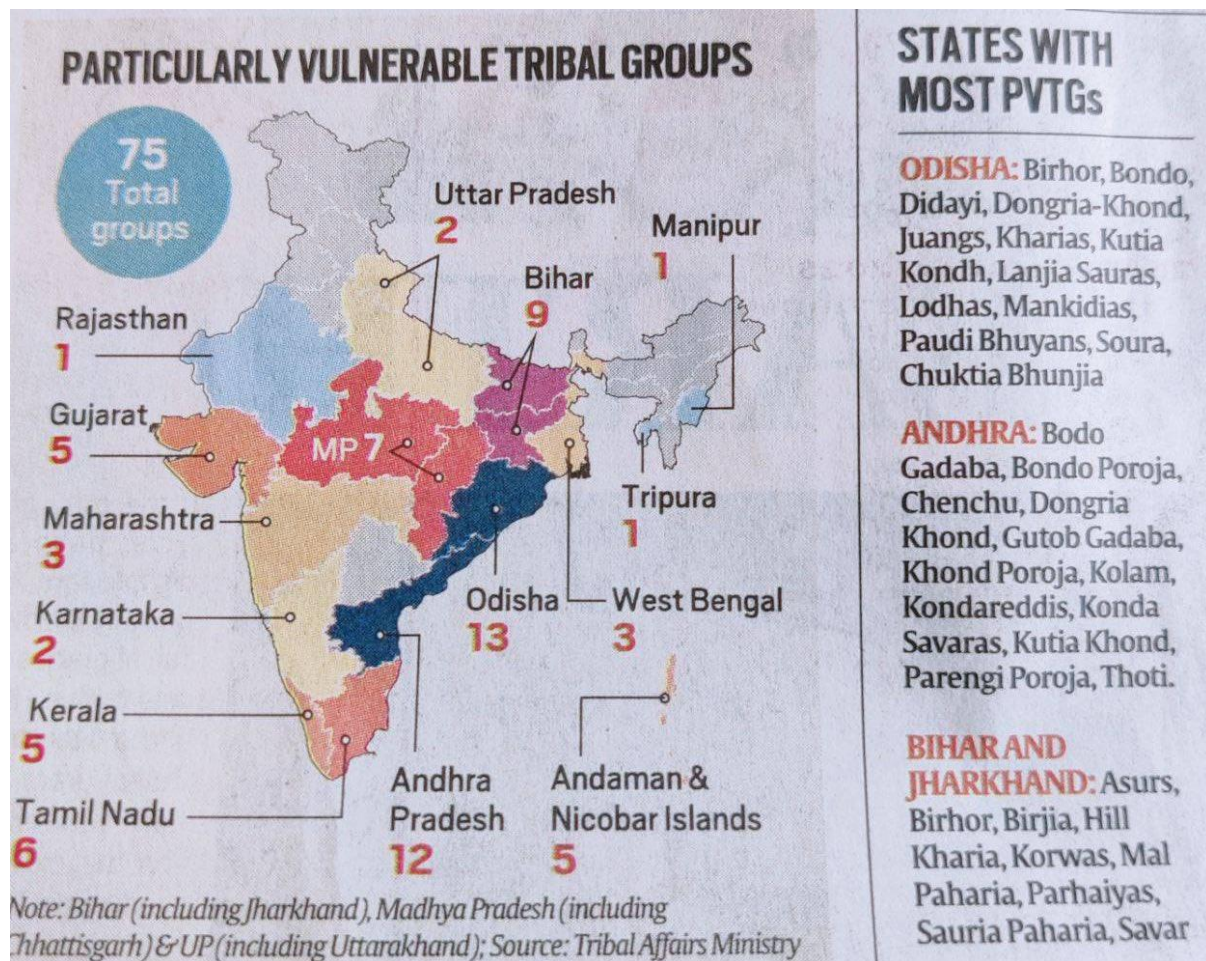 PARTICULARLY VULNERABLE TRIBAL GROUPS
75
Total
groups
Uttar Pradesh
2
Manipur
1
Bihar
9
Rajasthan
1
Gujarat
5
MP 7
Maharashtra
3
Tripura
1
Karnataka
2
Odisha
13
West Bengal
3
Kerala
5
Tamil Nadu
6
Andhra
Pradesh
12
Andaman &
Nicobar Islands
5
Note: Bihar (including Jharkhand), Madhya Pradesh (including
Chhattisgarh) & UP (including Uttarakhand); Source: Tribal Affairs Ministry
STATES WITH
MOST PVTGs
ODISHA: Birhor, Bondo,
Didayi, Dongria-Khond,
Juangs, Kharias, Kutia
Kondh, Lanjia Sauras,
Lodhas, Mankidias,
Paudi Bhuyans, Soura,
Chuktia Bhunjia
ANDHRA: Bodo
Gadaba, Bondo Poroja,
Chenchu, Dongria
Khond, Gutob Gadaba,
Khond Poroja, Kolam,
Kondareddis, Konda
Savaras, Kutia Khond,
Parengi Poroja, Thoti.
BIHAR AND
JHARKHAND: Asurs,
Birhor, Birjia, Hill
Kharia, Korwas, Mal
Paharia, Parhaiyas,
Sauria Paharia, Savar